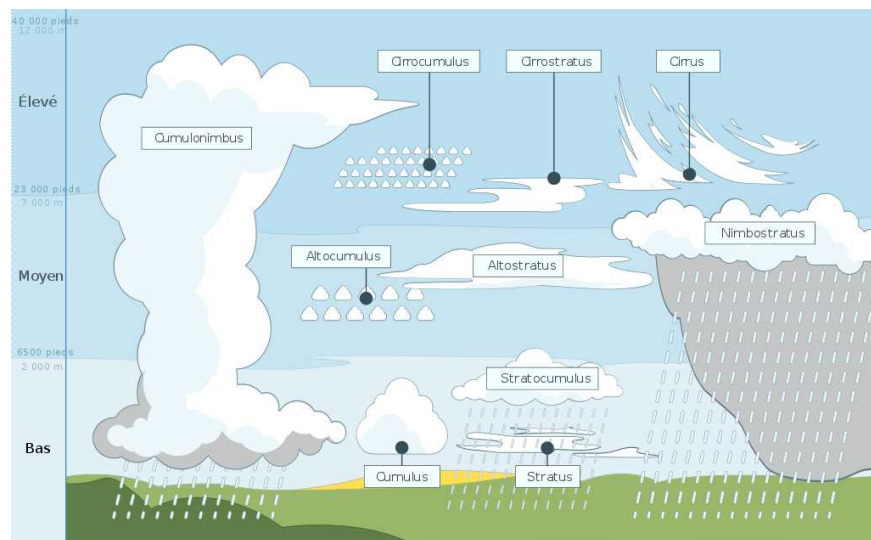 40 000 pieds
12 000 m
Cirrocumulus
Cirrostratus
Cirrus
Élevé
Cumulonimbus
23 000 pieds
7 000 m
Nimbostratus
Altocumulus
Altostratus
Moyen
6500 pieds
2 000 m
Stratocumulus
Bas
Cumulus
Stratus